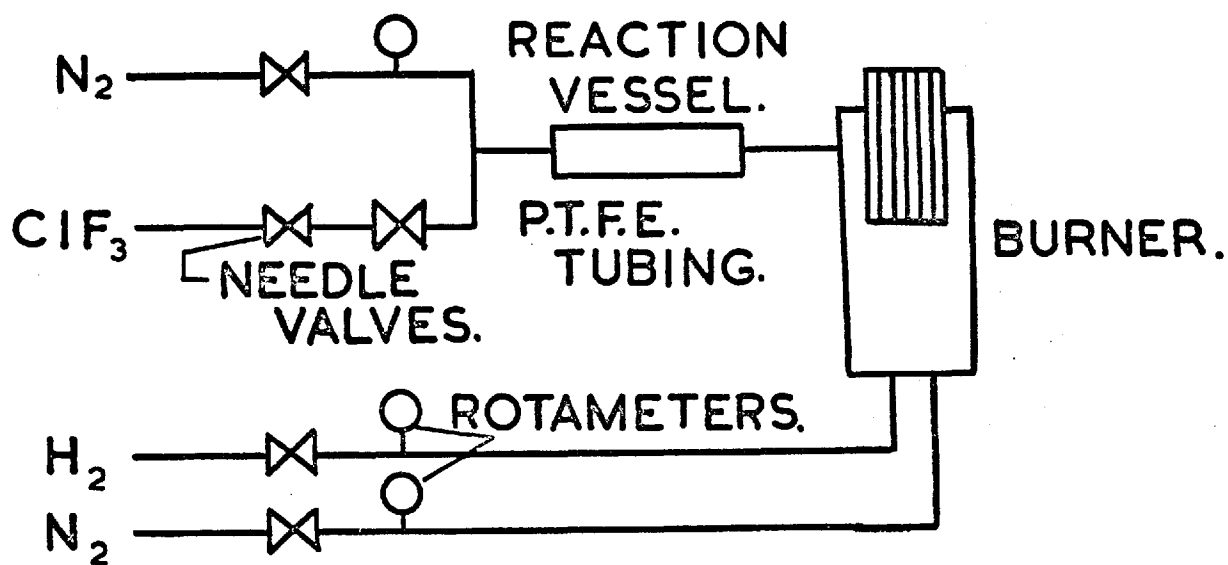 N2
REACTION
VESSEL.
ClF3
P.T.F.E.
TUBING.
NEEDLE
VALVES.
BURNER.
ROTAMETERS.
H2
N2